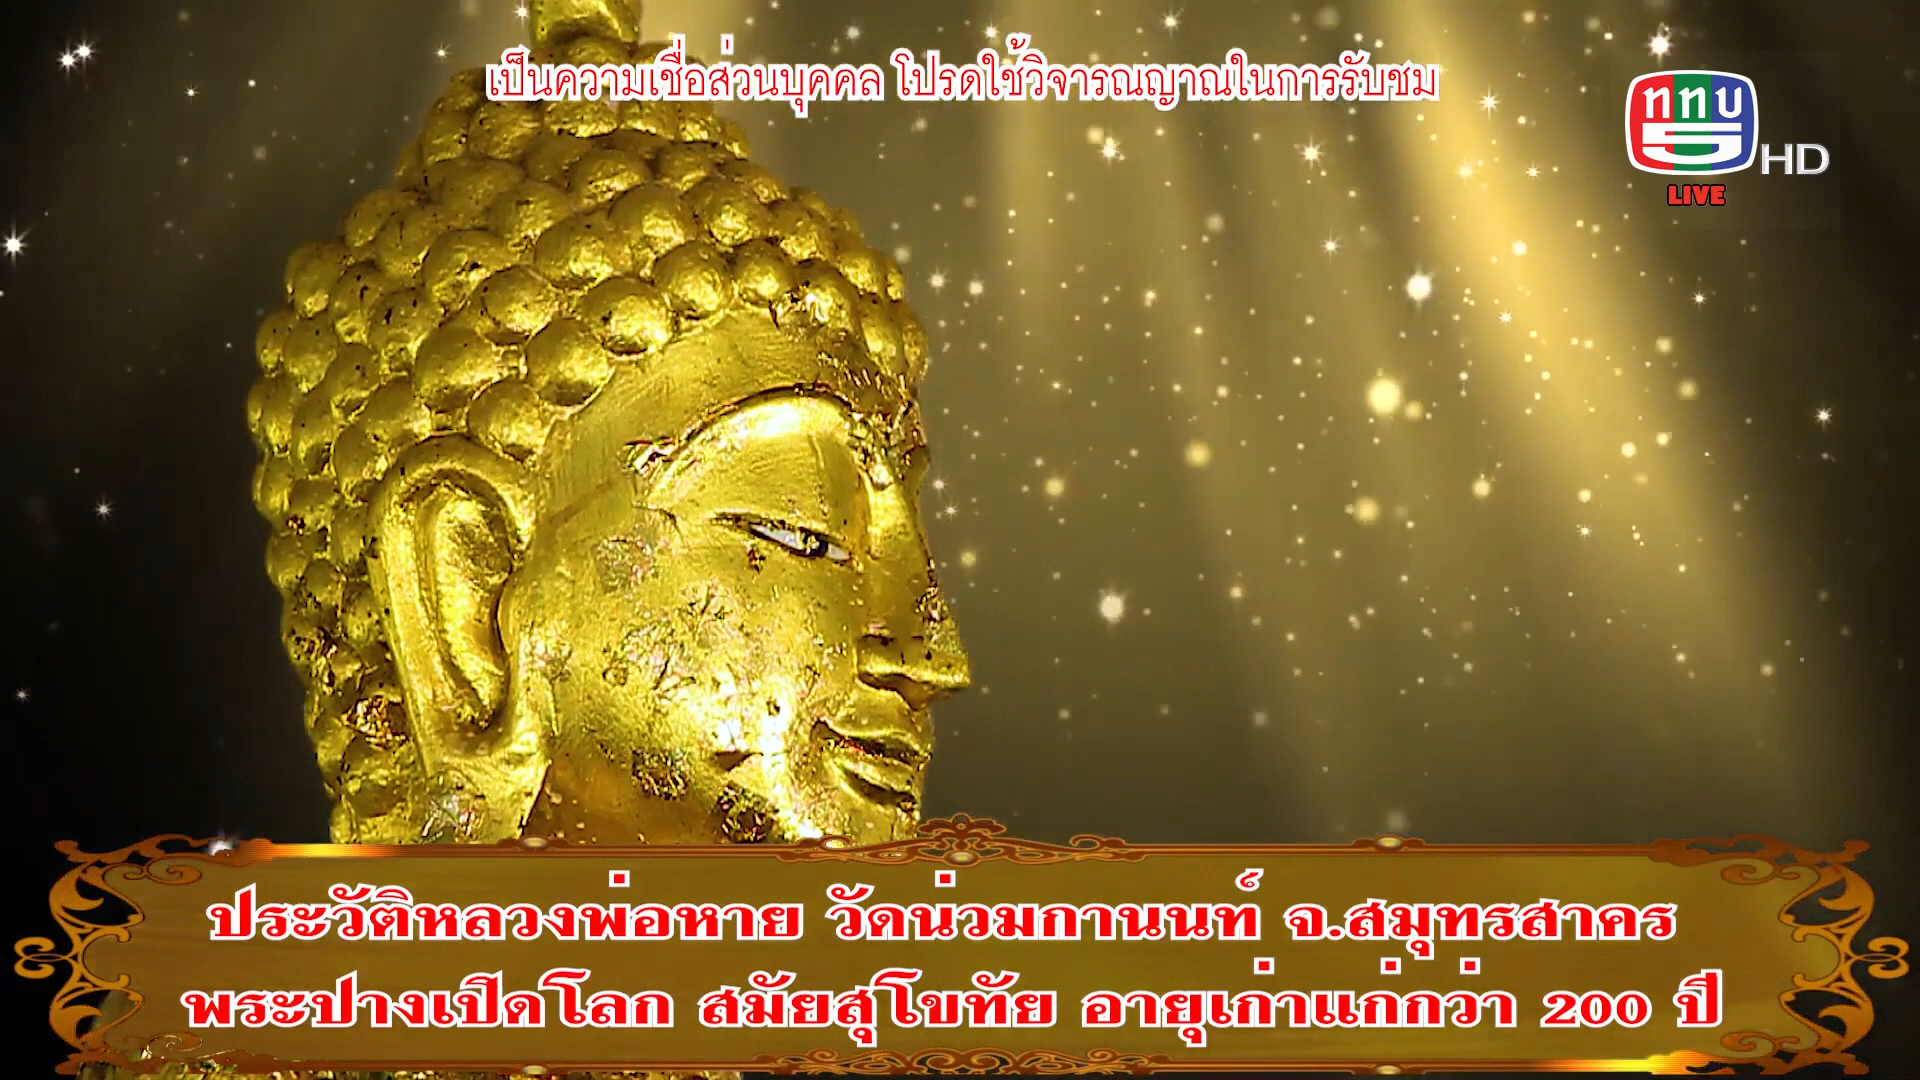 เป็นความเชื่อส่วนบุคคล โปรดใช้วิจารณญาณในการรับชม
ททบ
5
HD
LIVE
ประวัติหลวงพ่อหาย วัดน่วมกานนท์ จ.สมุทรสาคร
พระปางเปิดโลก สมัยสุโขทัย อายุเก่าแก่กว่า 200 ปี